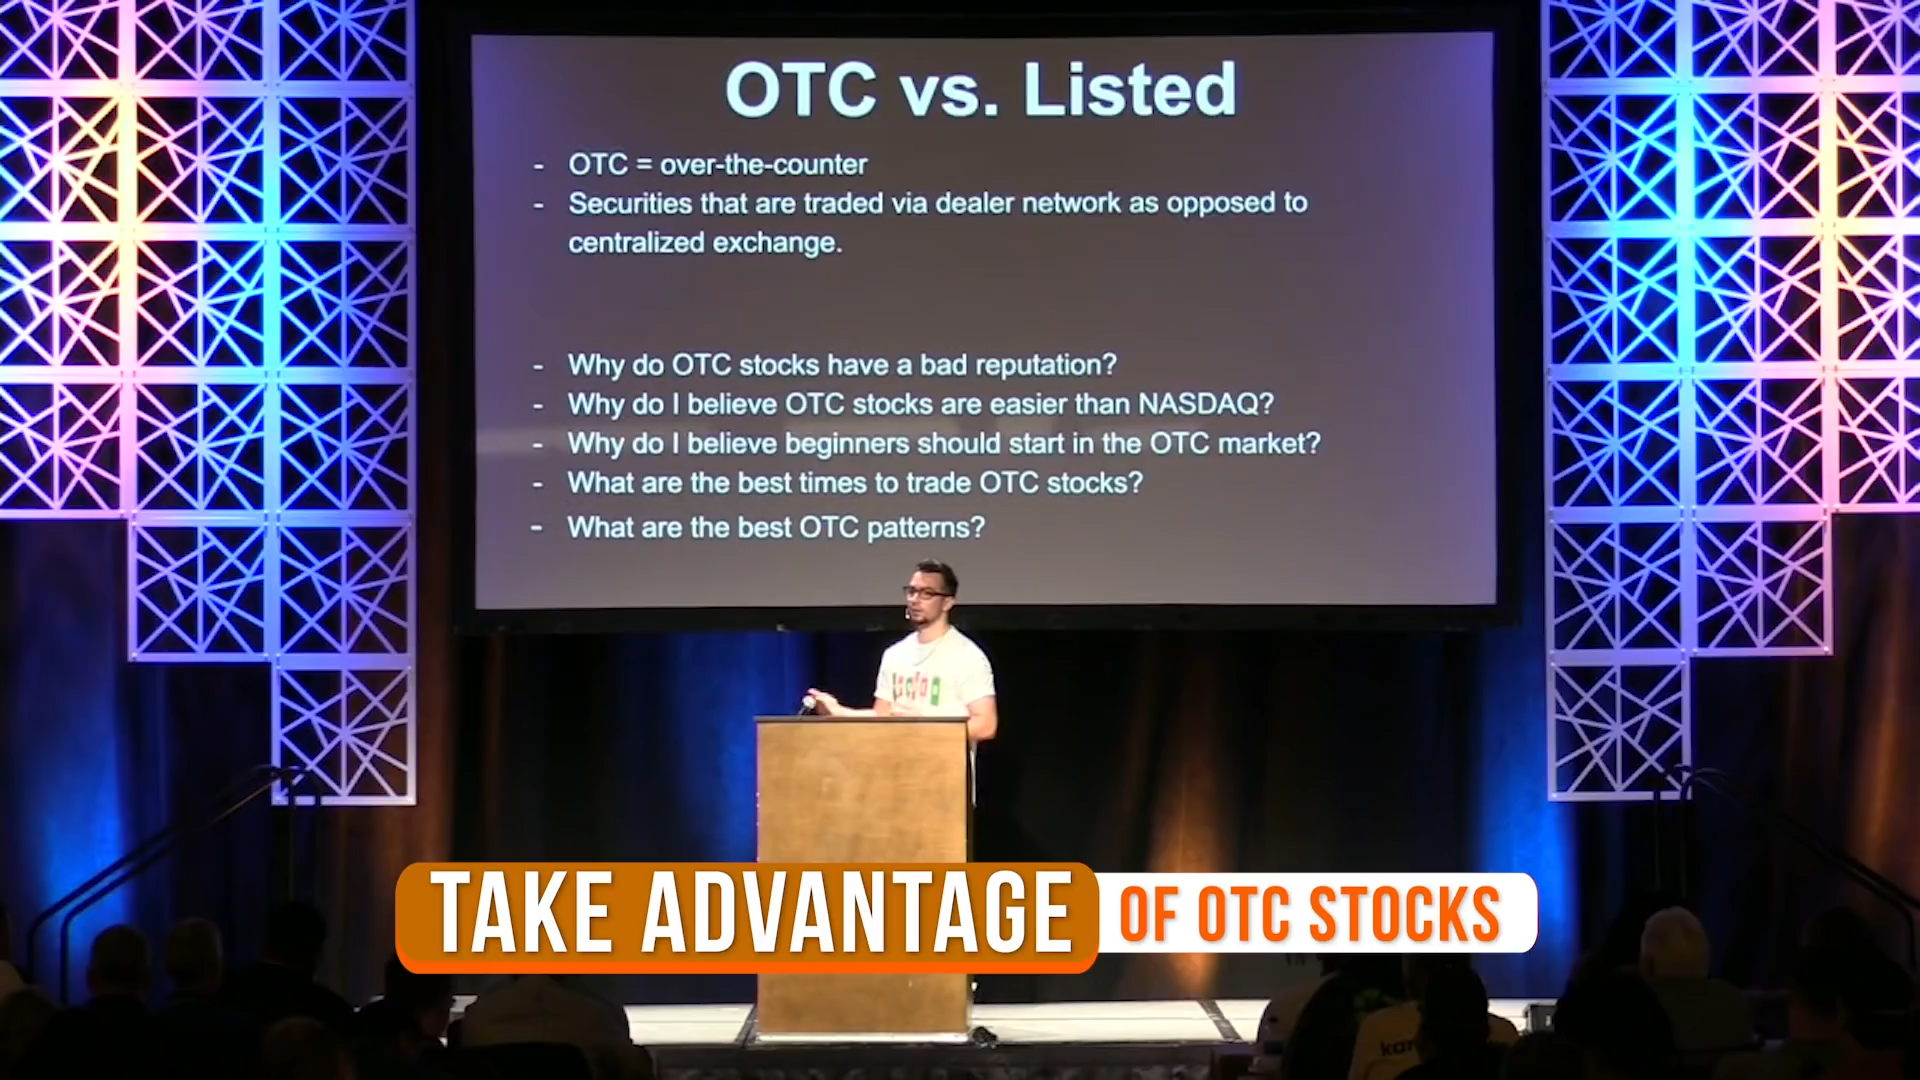 OTC vs. Listed
- OTC = over-the-counter
- Securities that are traded via dealer network as opposed to
centralized exchange.
- Why do OTC stocks have a bad reputation?
- Why do I believe OTC stocks are easier than NASDAQ?
- Why do I believe beginners should start in the OTC market?
- What are the best times to trade OTC stocks?
- What are the best OTC patterns?
TAKE ADVANTAGE OF OTC STOCKS